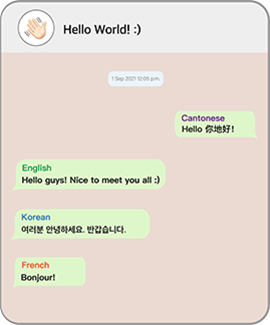 Hello World! :)
1 Sep 2021 12:05 p.m.
Cantonese
Hello 你地好!
English
Hello guys! Nice to meet you all :)
Korean
여러분 안녕하세요. 반갑습니다.
French
Bonjour!